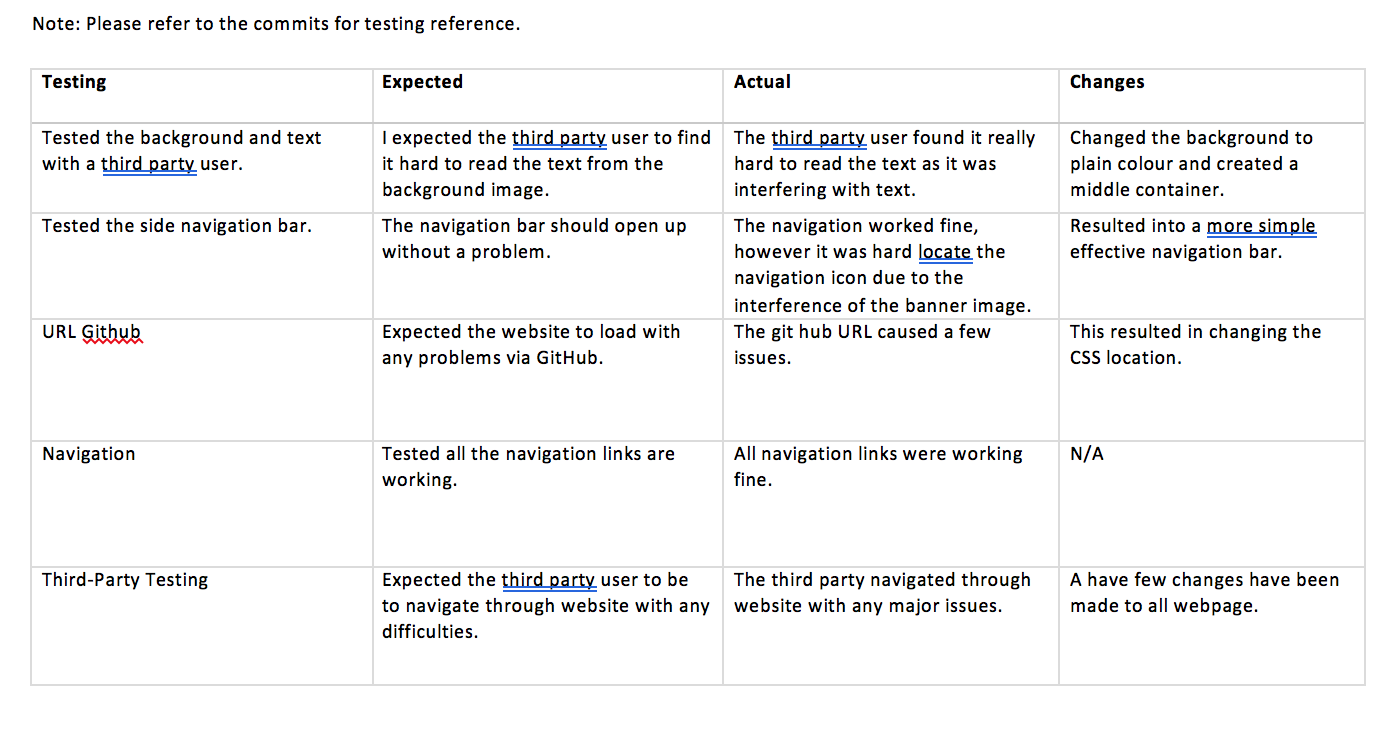 Note: Please refer to the commits for testing reference.
Testing
Expected
Actual
Changes
Tested the background and text
with a third party user.
I expected the third party user to find
it hard to read the text from the
background image.
The third party user found it really
hard to read the text as it was
interfering with text.
Changed the background to
plain colour and created a
middle container.
Tested the side navigation bar.
The navigation bar should open up
without a problem.
The navigation worked fine,
however it was hard locate the
navigation icon due to the
interference of the banner image.
Resulted into a more simple
effective navigation bar.
URL Github
Expected the website to load with
any problems via GitHub.
The git hub URL caused a few
issues.
This resulted in changing the
CSS location.
Navigation
Tested all the navigation links are
working.
All navigation links were working
fine.
N/A
Third-Party Testing
Expected the third party user to be
to navigate through website with any
difficulties.
The third party navigated through
website with any major issues.
A have few changes have been
made to all webpage.